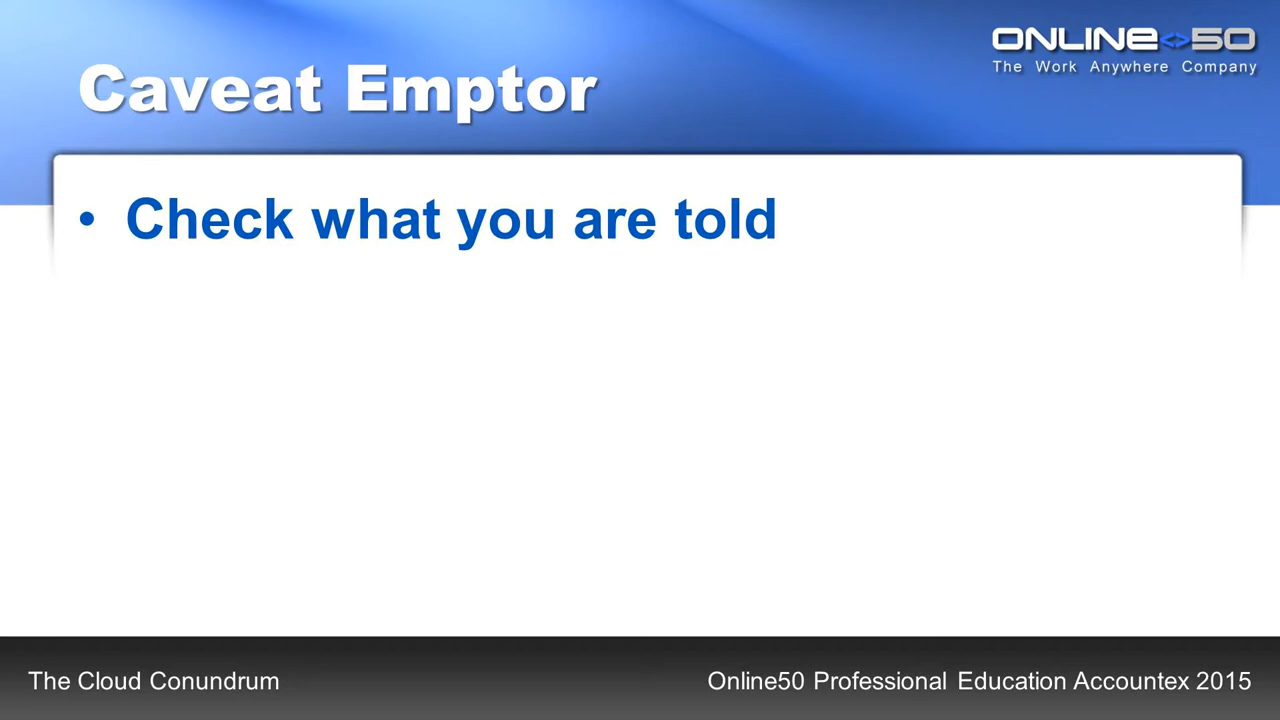 ONLINE<>50
The Work Anywhere Company
Caveat Emptor
• Check what you are told
The Cloud Conundrum
Online50 Professional Education Accountex 2015